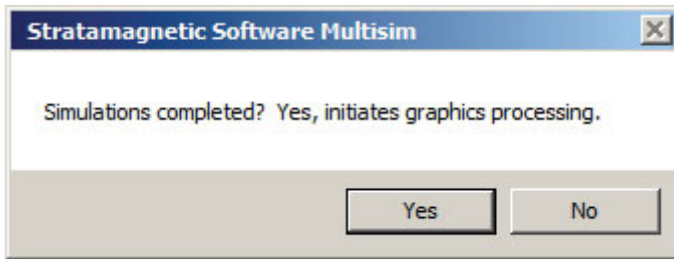 Stratamagnetic Software Multisim
Simulations completed?  Yes, initiates graphics processing.
Yes
No